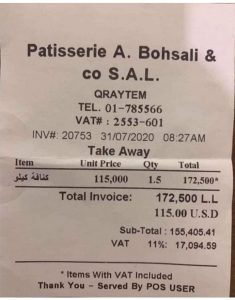 Patisserie A. Bohsali &
co S.A.L.
QRAYTEM
TEL. 01-785566
VAT# : 2553-601
INV#: 20753 31/07/2020 08:27AM
Take Away
Item Unit Price Qty Total
كنافة كيلو 115,000 1.5 172,500*
Total Invoice: 172,500 L.L
115.00 U.S.D
Sub-Total : 155,405.41
VAT 11%: 17,094.59
* Items With VAT Included
Thank You - Served By POS USER